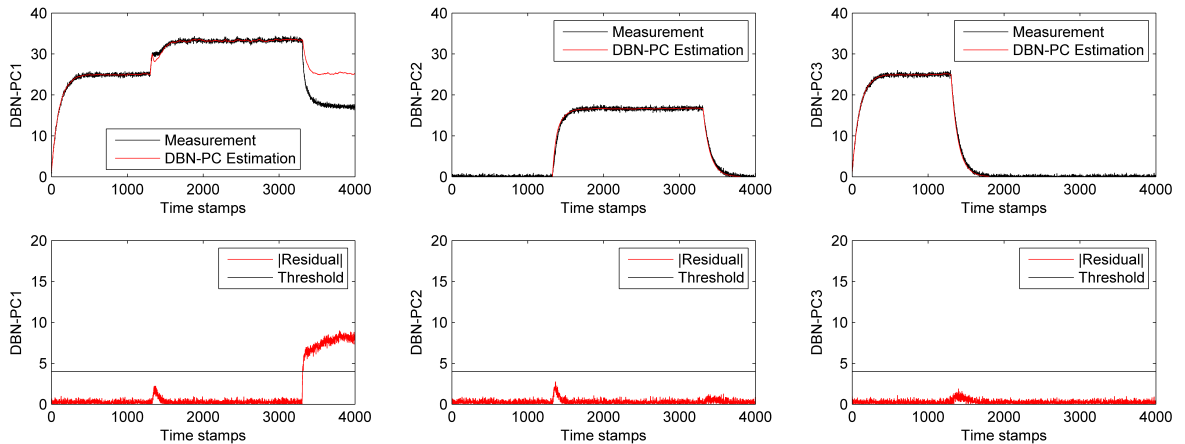 40
30
20
10
0
DBN-PC1
Measurement
DBN-PC Estimation
0 1000 2000 3000 4000
Time stamps
40
30
20
10
0
DBN-PC2
Measurement
DBN-PC Estimation
0 1000 2000 3000 4000
Time stamps
40
30
20
10
0
DBN-PC3
Measurement
DBN-PC Estimation
0 1000 2000 3000 4000
Time stamps
20
15
10
5
0
DBN-PC1
|Residual|
Threshold
0 1000 2000 3000 4000
Time stamps
20
15
10
5
0
DBN-PC2
|Residual|
Threshold
0 1000 2000 3000 4000
Time stamps
20
15
10
5
0
DBN-PC3
|Residual|
Threshold
0 1000 2000 3000 4000
Time stamps